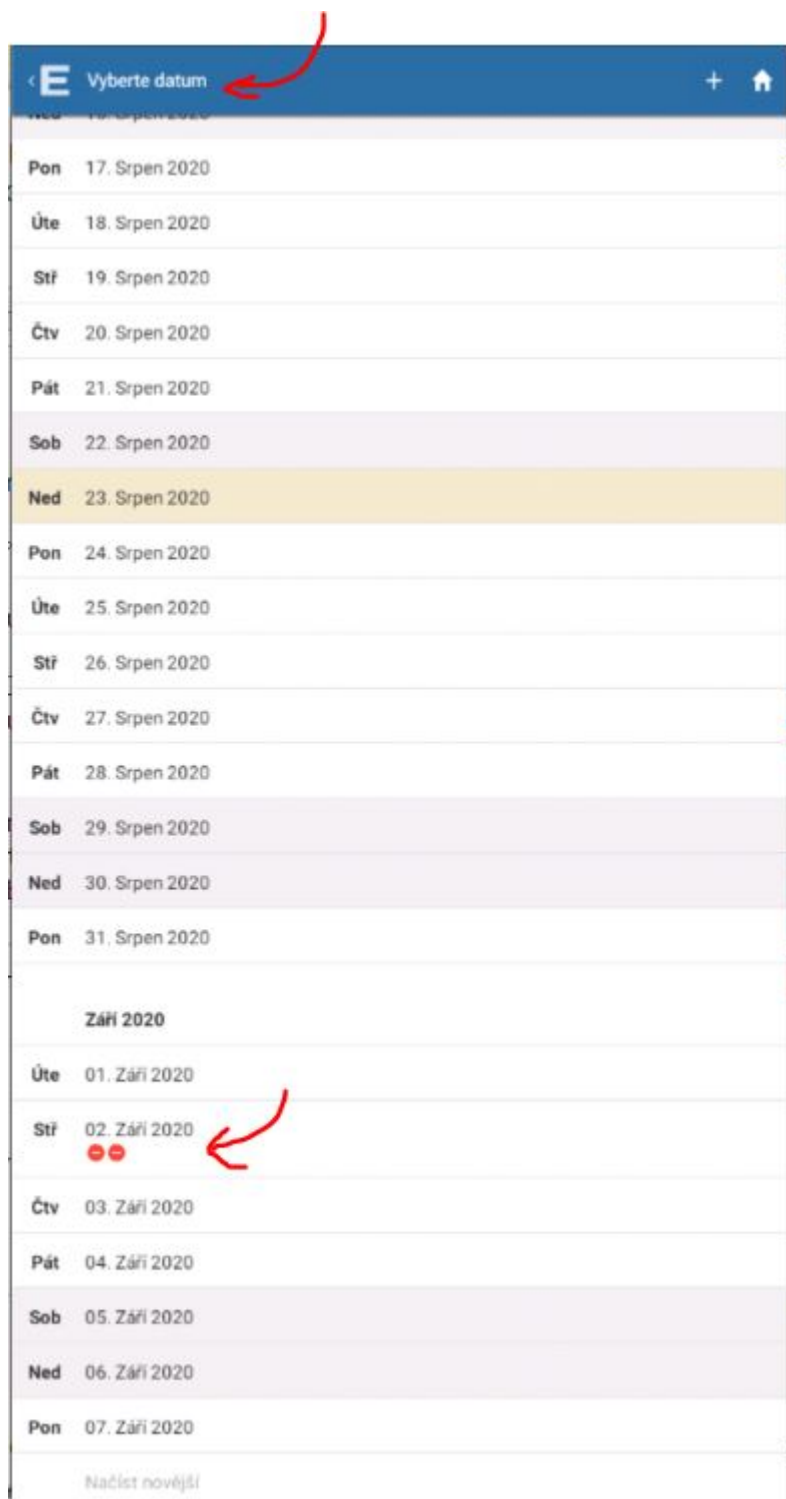 E Vyberte datum
Pon 17. Srpen 2020
Úte 18. Srpen 2020
Stř 19. Srpen 2020
Čtv 20. Srpen 2020
Pát 21. Srpen 2020
Sob 22. Srpen 2020
Ned 23. Srpen 2020
Pon 24. Srpen 2020
Úte 25. Srpen 2020
Stř 26. Srpen 2020
Čtv 27. Srpen 2020
Pát 28. Srpen 2020
Sob 29. Srpen 2020
Ned 30. Srpen 2020
Pon 31. Srpen 2020
Září 2020
Úte 01. Září 2020
Stř 02. Září 2020
Čtv 03. Září 2020
Pát 04. Září 2020
Sob 05. Září 2020
Ned 06. Září 2020
Pon 07. Září 2020
Načíst novější